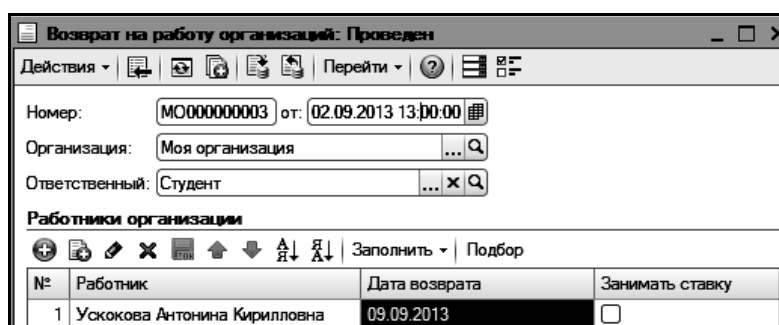 Возврат на работу организаций: Проведен
Действия Перейти
Номер: МО000000003 от: 02.09.2013 13:00:00
Организация: Моя организация ...
Ответственный: Студент ... x
Работники организации
Заполнить Подбор
№ Работник Дата возврата Занимать ставку
1 Ускокова Антонина Кирилловна 09.09.2013